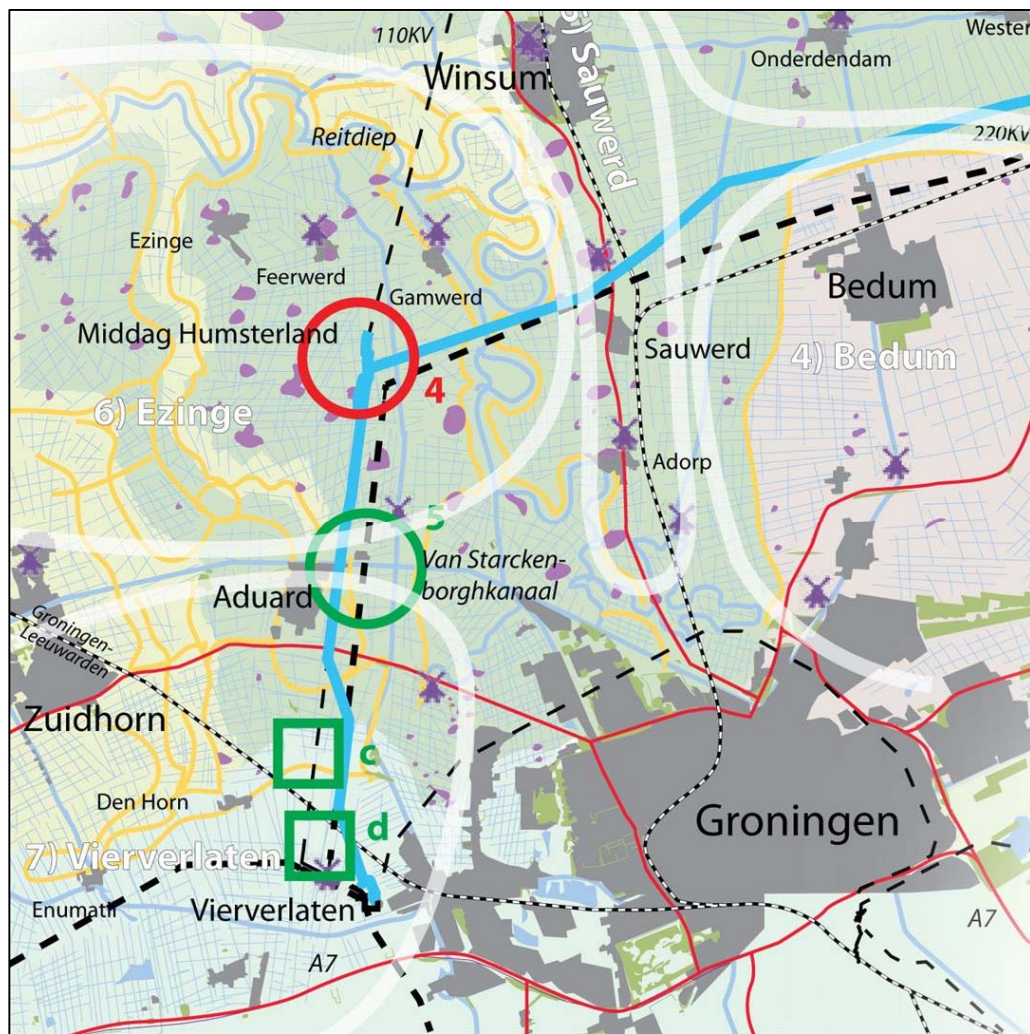 110KV
Winsum
5) Sauwerd
Onderdendam
Wester
Reitdiep
220KV
Ezinge
Feerwerd
Gamwerd
Bedum
Middag Humsterland
Sauwerd
4) Bedum
4
6) Ezinge
Adorp
5
Van Starcken-
borghkanaal
Aduard
Groningen-
Leeuwarden
Zuidhorn
c
Den Horn
d
Groningen
7) Vierverlaten
Enumatil
Vierverlaten
A7
A7